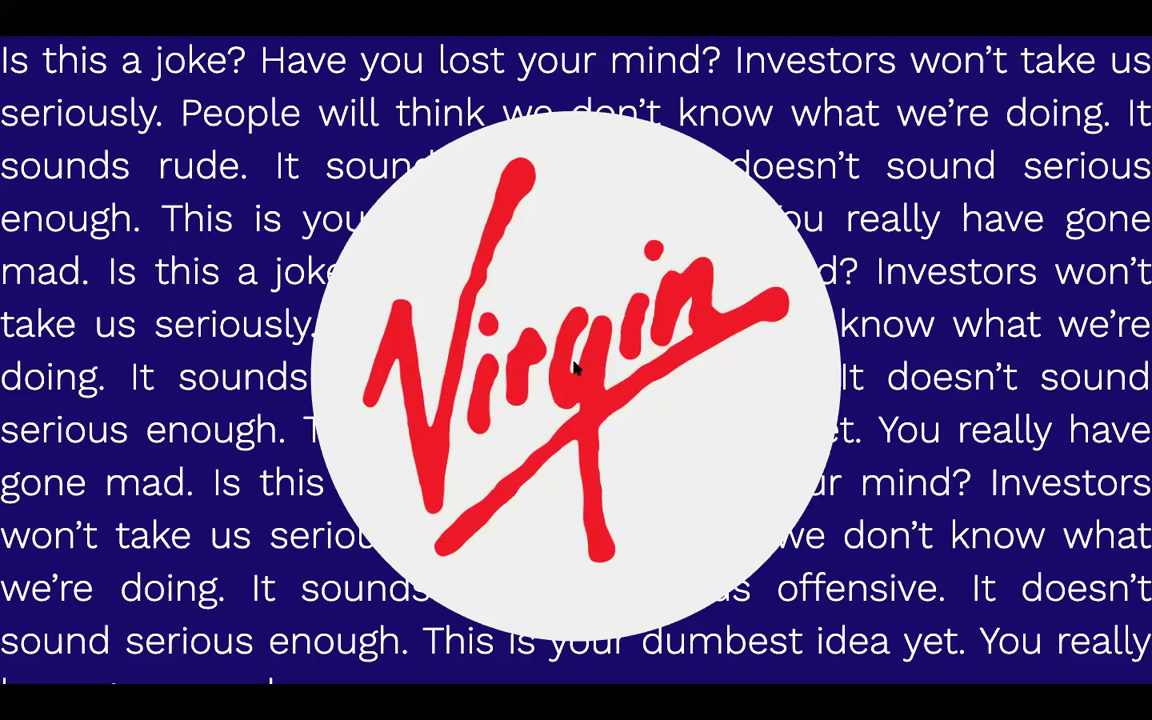 Is this a joke? Have you lost your mind? Investors won’t take us
seriously. People will think we don’t know what we’re doing. It
sounds rude. It sound doesn’t sound serious
enough. This is you you really have gone
mad. Is this a joke d? Investors won’t
take us seriously. know what we’re
doing. It sounds It doesn’t sound
serious enough. et. You really have
gone mad. Is this ur mind? Investors
won’t take us seriou we don’t know what
we’re doing. It sounds as offensive. It doesn’t
sound serious enough. This is your dumbest idea yet. You really
Virgin